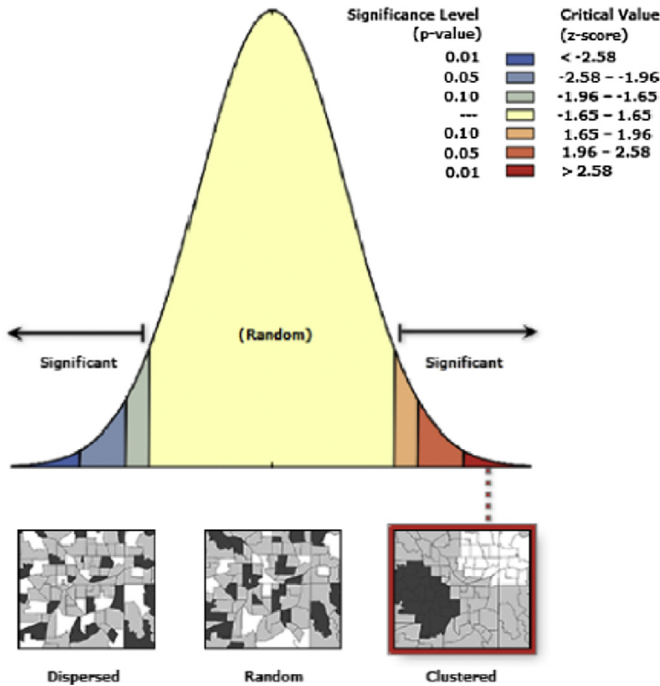 Significance Level Critical Value
(p-value) (z-score)
0.01 < -2.58
0.05 -2.58 – -1.96
0.10 -1.96 – -1.65
--- -1.65 – 1.65
0.10 1.65 – 1.96
0.05 1.96 – 2.58
0.01 > 2.58
(Random)
Significant Significant
Dispersed Random Clustered